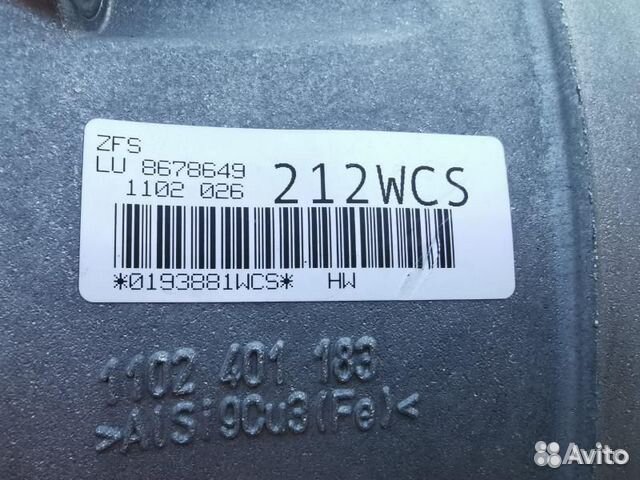 ZFS
LU 8678649
1102 026
212WCS
*0193881WCS* HW
1102 401 183
>AlSi9Cu3(Fe)<
Avito